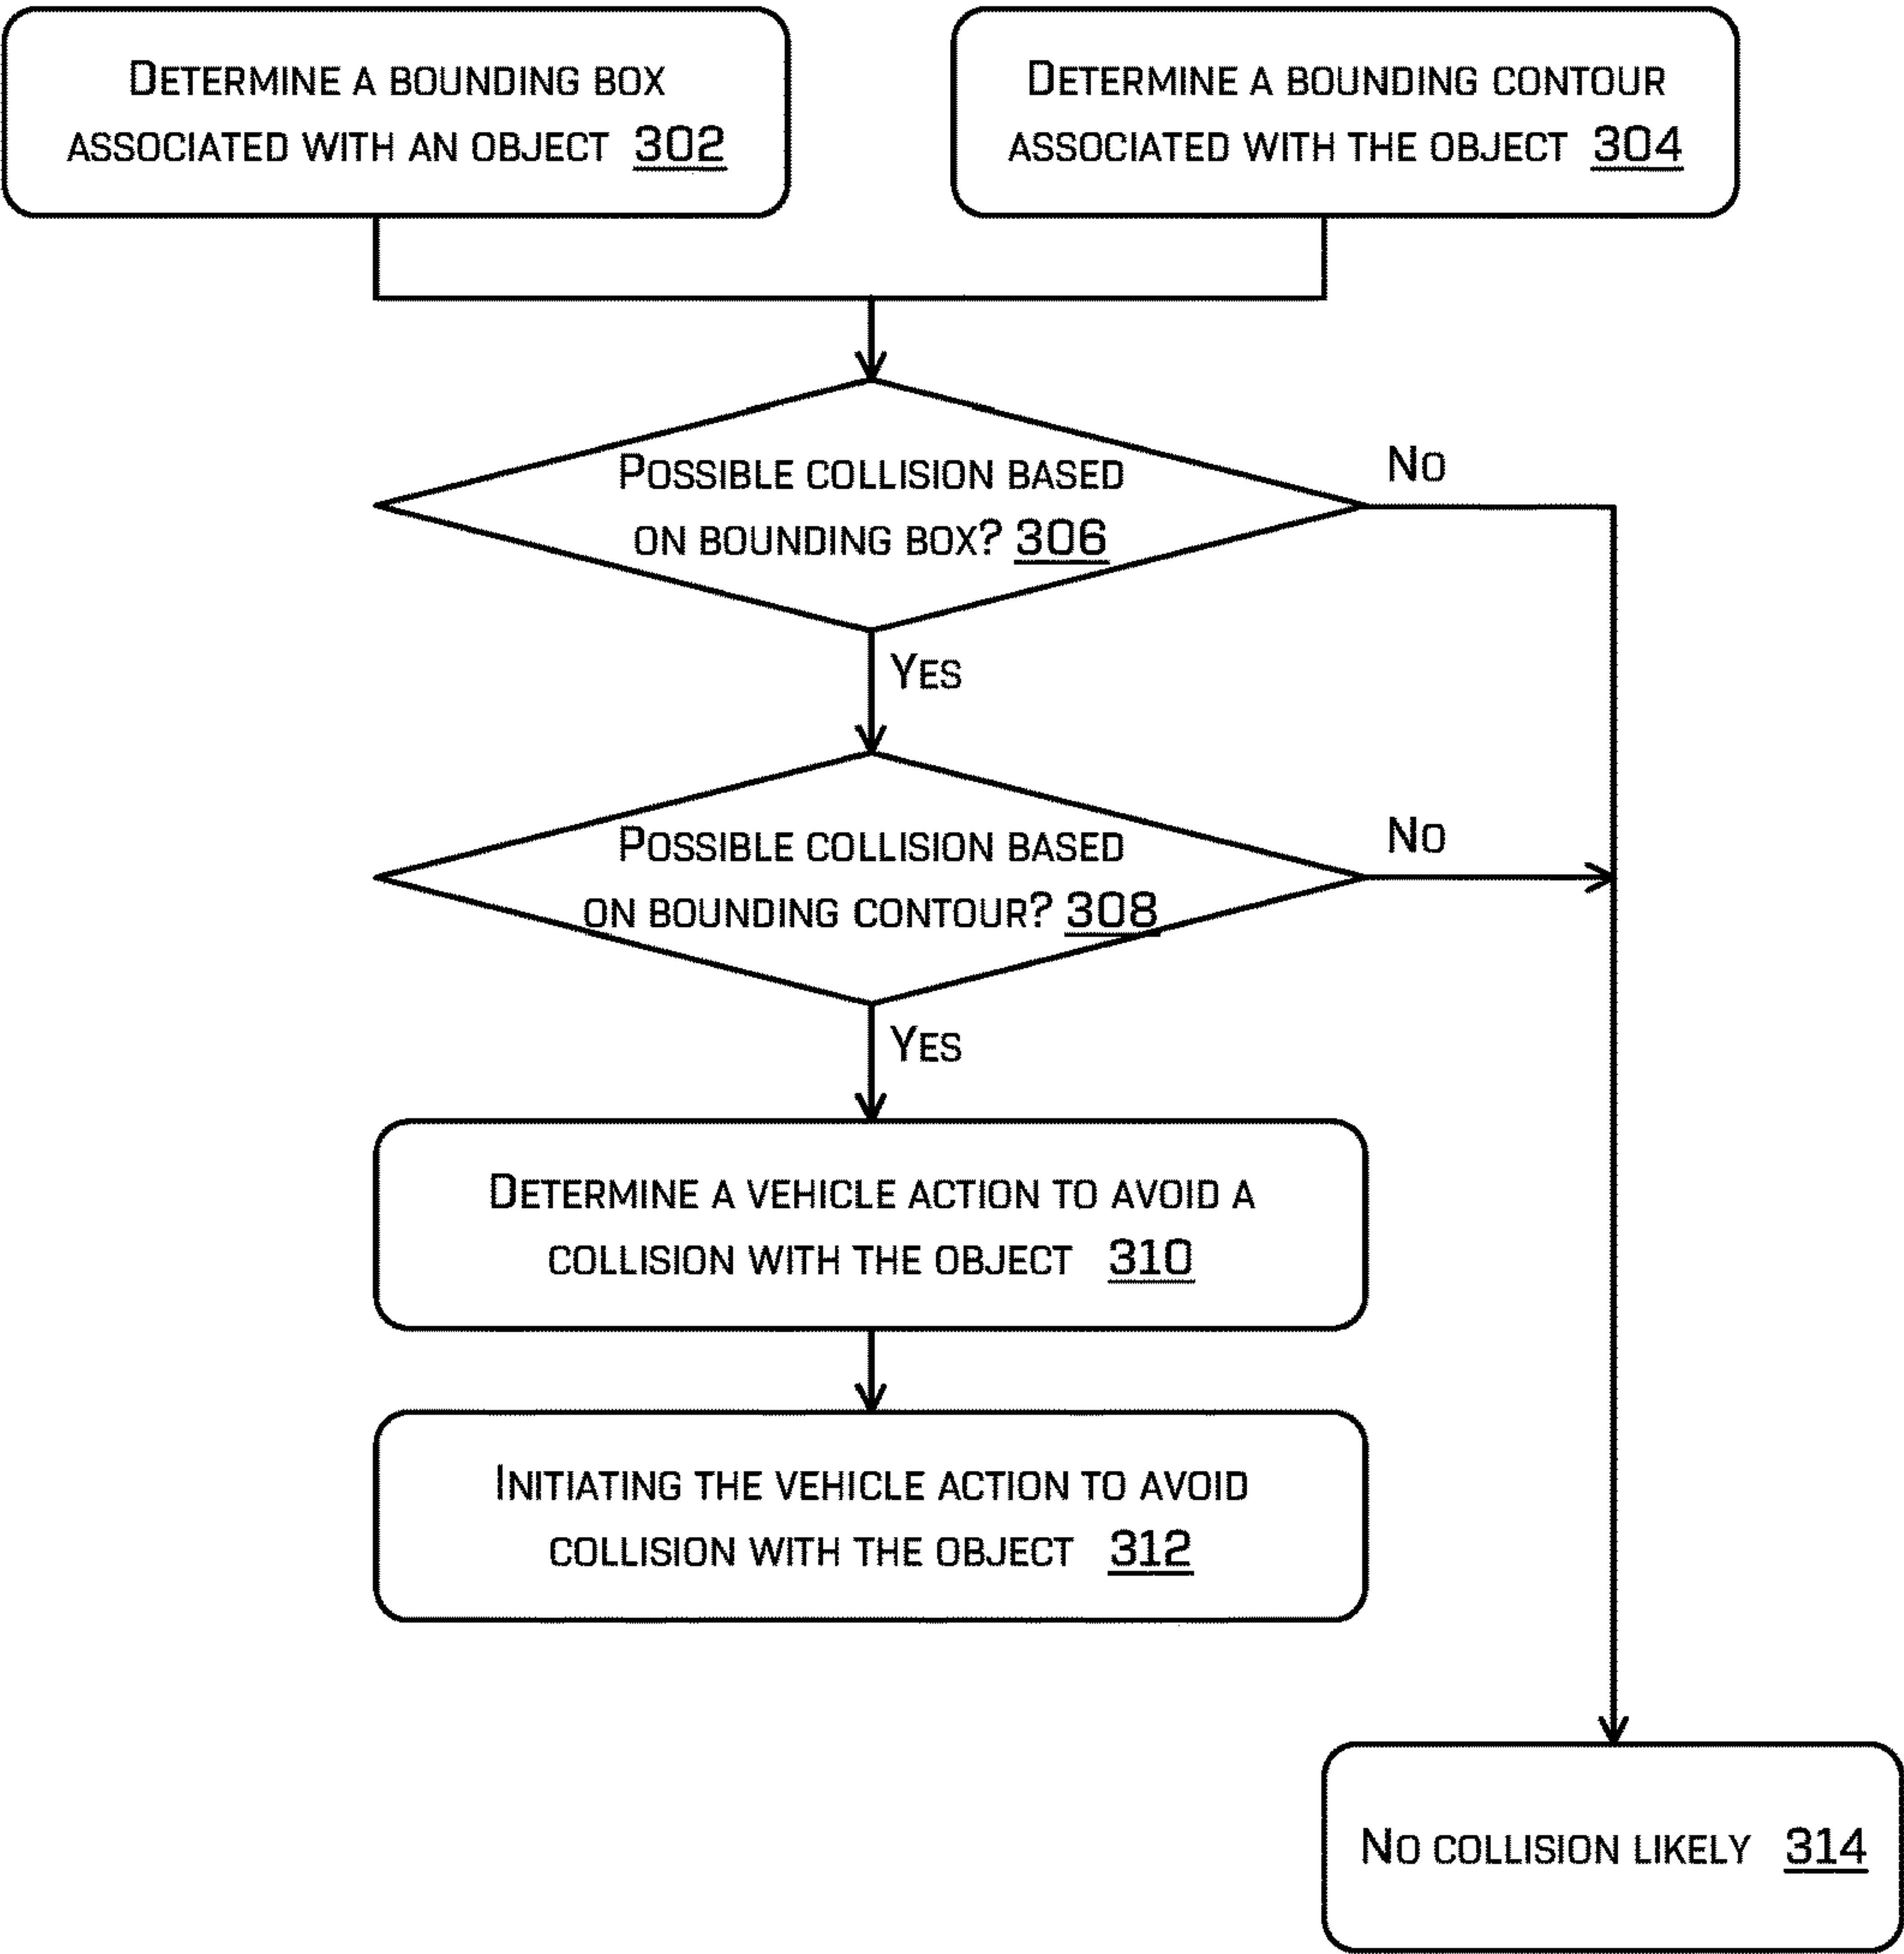 DETERMINE A BOUNDING BOX
ASSOCIATED WITH AN OBJECT 302
DETERMINE A BOUNDING CONTOUR
ASSOCIATED WITH THE OBJECT 304
POSSIBLE COLLISION BASED
ON BOUNDING BOX? 306
NO
YES
POSSIBLE COLLISION BASED
ON BOUNDING CONTOUR? 308
NO
YES
DETERMINE A VEHICLE ACTION TO AVOID A
COLLISION WITH THE OBJECT 310
INITIATING THE VEHICLE ACTION TO AVOID
COLLISION WITH THE OBJECT 312
NO COLLISION LIKELY 314